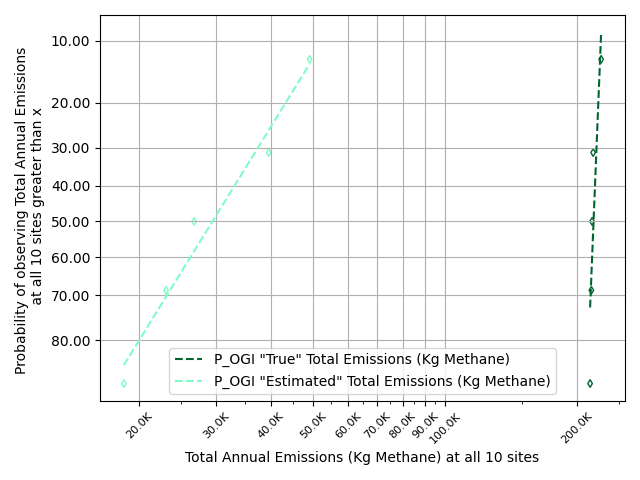 Probability of observing Total Annual Emissions
at all 10 sites greater than x
10.00
20.00
30.00
40.00
50.00
60.00
70.00
80.00
P_OGI "True" Total Emissions (Kg Methane)
P_OGI "Estimated" Total Emissions (Kg Methane)
20.0K
30.0K
40.0K
50.0K
60.0K
70.0K
80.0K
90.0K
100.0K
200.0K
Total Annual Emissions (Kg Methane) at all 10 sites